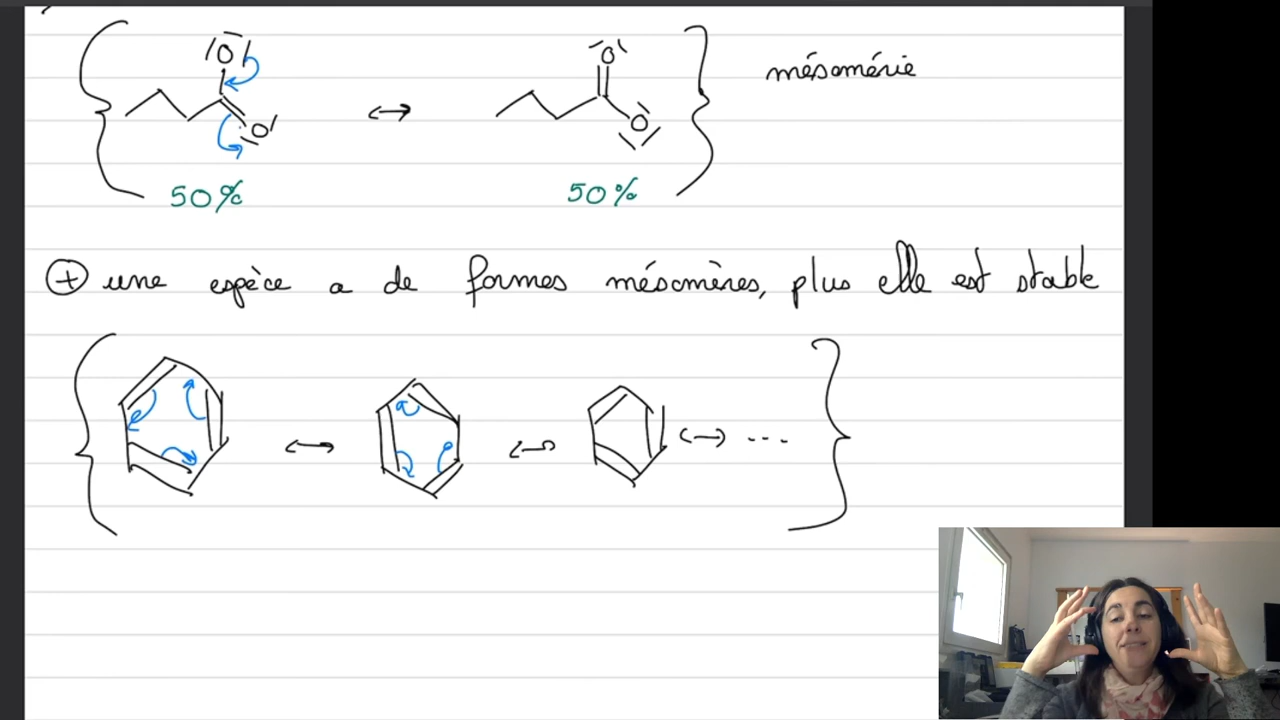 |O|
mésomérie
O
O
O
50%
50%
⊕ une espèce a de formes mésomères, plus elle est stable
...